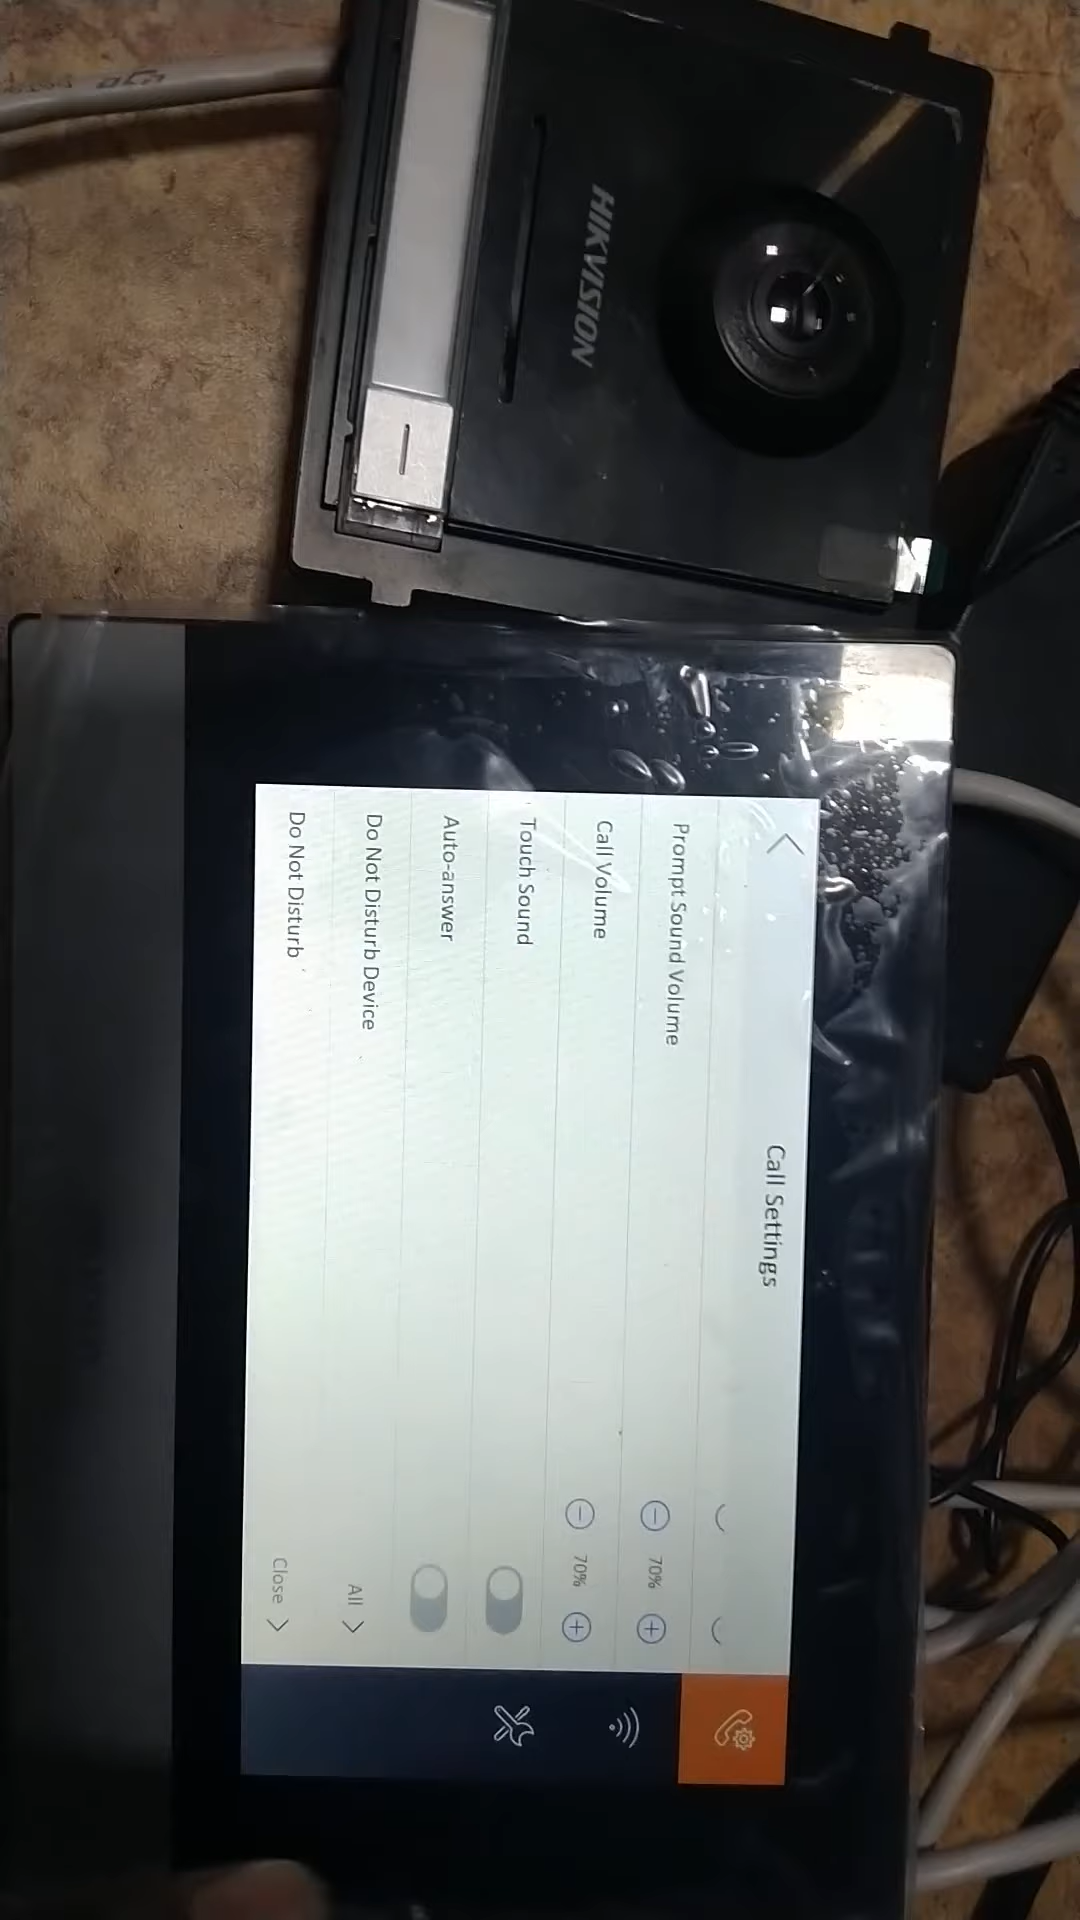 HIKVISION
Call Settings
Prompt Sound Volume 70%
Call Volume 70%
Touch Sound
Auto-answer
Do Not Disturb Device All
Do Not Disturb Close